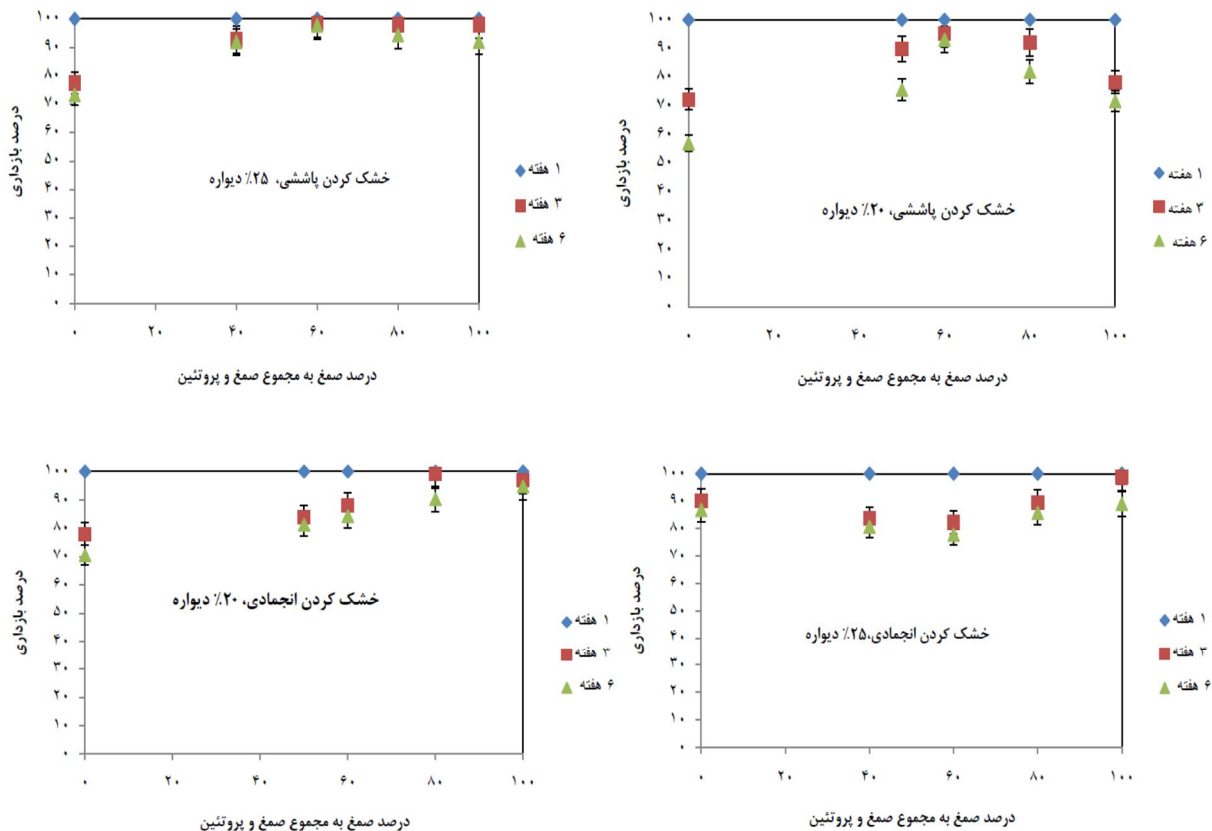 درصد بازداری
۱۰۰
۹۰
۸۰
۷۰
۶۰
۵۰
۴۰
۳۰
۲۰
۱۰
۰
خشک کردن پاششی، ۲۵٪ دیواره
۱ هفته
۳ هفته
۶ هفته
۰ ۲۰ ۴۰ ۶۰ ۸۰ ۱۰۰
درصد صمغ به مجموع صمغ و پروتئین
درصد بازداری
۱۰۰
۹۰
۸۰
۷۰
۶۰
۵۰
۴۰
۳۰
۲۰
۱۰
۰
خشک کردن پاششی، ۲۰٪ دیواره
۱ هفته
۳ هفته
۶ هفته
۰ ۲۰ ۴۰ ۶۰ ۸۰ ۱۰۰
درصد صمغ به مجموع صمغ و پروتئین
درصد بازداری
۱۰۰
۹۰
۸۰
۷۰
۶۰
۵۰
۴۰
۳۰
۲۰
۱۰
۰
خشک کردن انجمادی، ۲۰٪ دیواره
۱ هفته
۳ هفته
۶ هفته
۰ ۲۰ ۴۰ ۶۰ ۸۰ ۱۰۰
درصد صمغ به مجموع صمغ و پروتئین
درصد بازداری
۱۰۰
۹۰
۸۰
۷۰
۶۰
۵۰
۴۰
۳۰
۲۰
۱۰
۰
خشک کردن انجمادی،۲۵٪ دیواره
۱ هفته
۳ هفته
۶ هفته
۰ ۲۰ ۴۰ ۶۰ ۸۰ ۱۰۰
درصد صمغ به مجموع صمغ و پروتئین